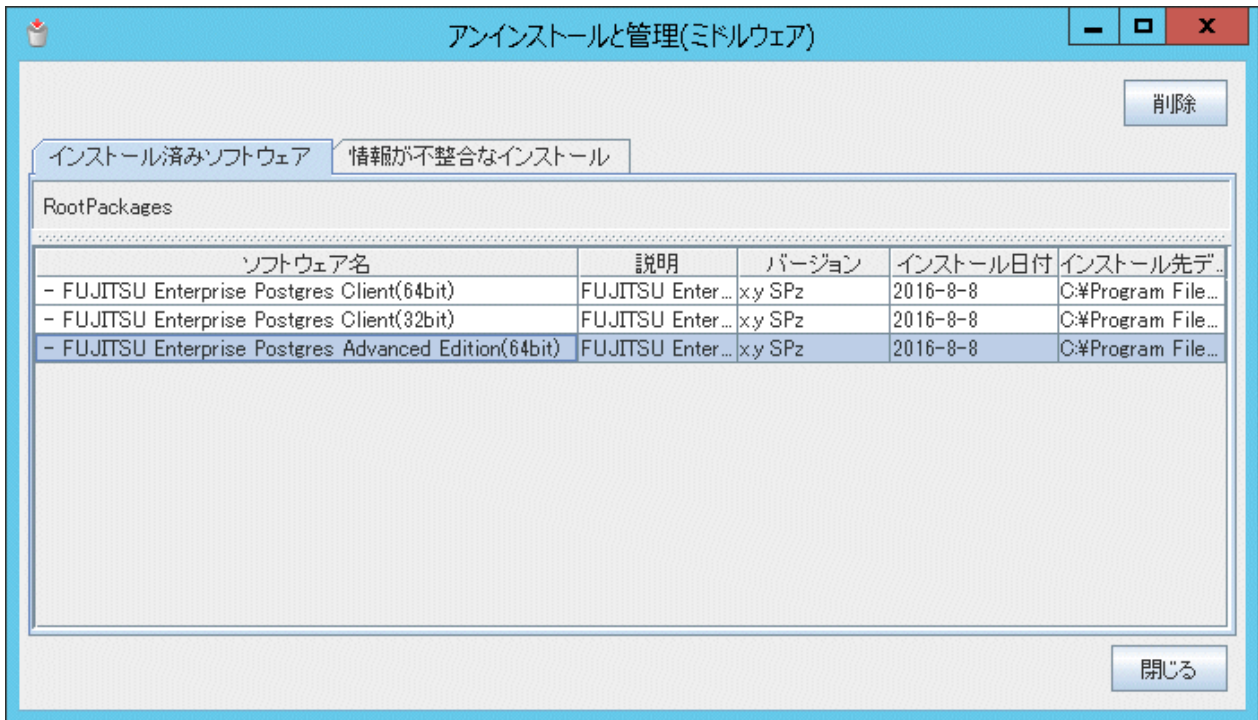 アンインストールと管理(ミドルウェア)
削除
インストール済みソフトウェア 情報が不整合なインストール
RootPackages
ソフトウェア名 説明 バージョン インストール日付 インストール先デ...
- FUJITSU Enterprise Postgres Client(64bit) FUJITSU Enter... x.y SPz 2016-8-8 C:¥Program File...
- FUJITSU Enterprise Postgres Client(32bit) FUJITSU Enter... x.y SPz 2016-8-8 C:¥Program File...
- FUJITSU Enterprise Postgres Advanced Edition(64bit) FUJITSU Enter... x.y SPz 2016-8-8 C:¥Program File...
閉じる